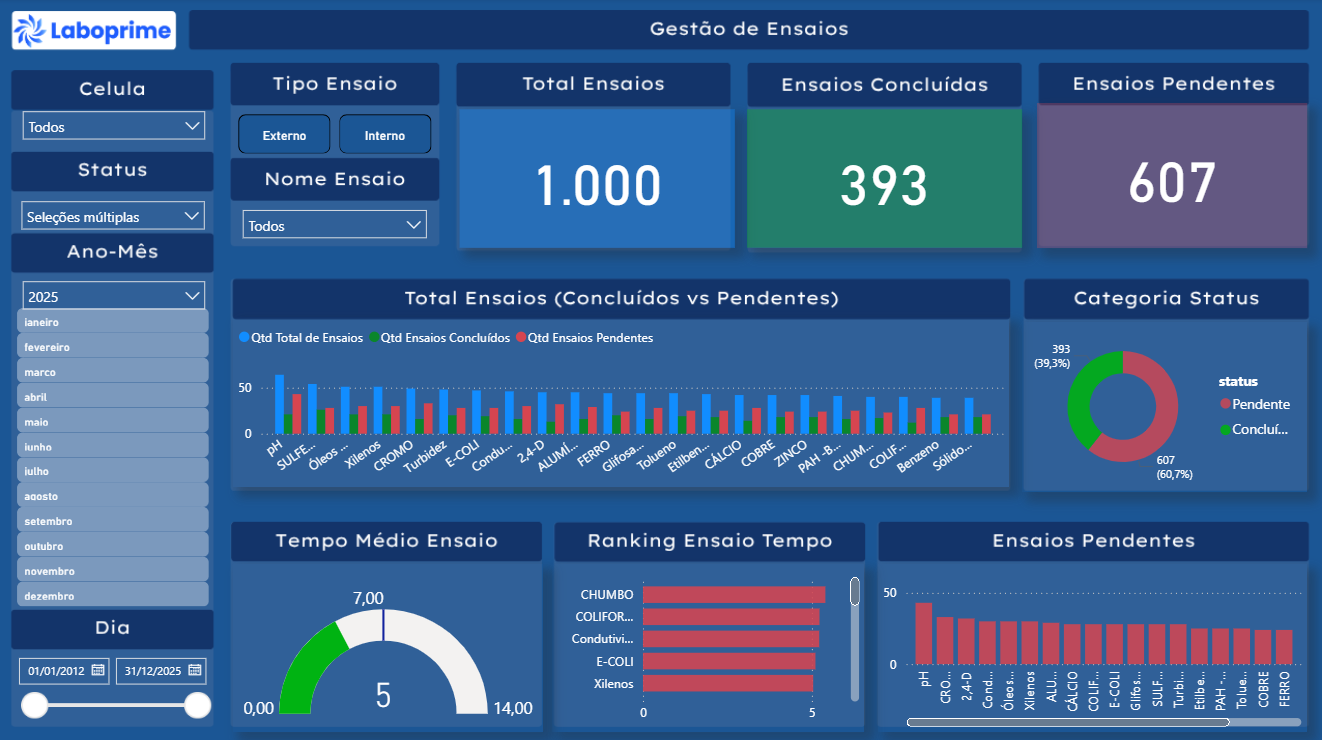 Laboprime
Gestão de Ensaios
Celula
Todos
Status
Seleções múltiplas
Ano-Mês
2025
janeiro
fevereiro
marco
abril
maio
junho
julho
agosto
setembro
outubro
novembro
dezembro
Dia
01/01/2012
31/12/2025
Tipo Ensaio
Externo
Interno
Nome Ensaio
Todos
Total Ensaios
1.000
Ensaios Concluídas
393
Ensaios Pendentes
607
Total Ensaios (Concluídos vs Pendentes)
Qtd Total de Ensaios
Qtd Ensaios Concluídos
Qtd Ensaios Pendentes
50
0
pH
SULFE...
Óleos ...
Xilenos
CROMO
Turbidez
E-COLI
Condu...
2,4-D
ALUMÍ...
FERRO
Glifosa...
Tolueno
Etilben...
CÁLCIO
COBRE
ZINCO
PAH -B...
CHUM...
COLIF...
Benzeno
Sólido...
Categoria Status
393
(39,3%)
607
(60,7%)
status
Pendente
Concluí...
Tempo Médio Ensaio
7,00
5
0,00
14,00
Ranking Ensaio Tempo
CHUMBO
COLIFOR...
Condutivi...
E-COLI
Xilenos
0
5
Ensaios Pendentes
50
0
pH
CRO...
2,4-D
Cond...
Óleos...
Xilenos
ALU...
CÁLCIO
COLIF...
E-COLI
Glifos...
SULF...
Turbi...
Etilbe...
PAH -...
Tolue...
COBRE
FERRO